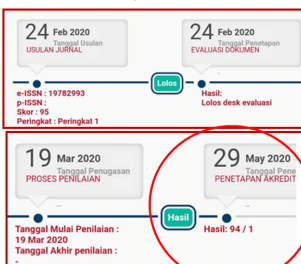 24 Feb 2020
Tanggal Usulan
USULAN JURNAL
24 Feb 2020
Tanggal Penetapan
EVALUASI DOKUMEN
Lolos
e-ISSN : 19782993
p-ISSN :
Skor : 95
Peringkat : Peringkat 1
Hasil:
Lolos desk evaluasi
19 Mar 2020
Tanggal Penugasan
PROSES PENILAIAN
29 May 2020
Tanggal Pene
PENETAPAN AKREDIT
Hasil
Tanggal Mulai Penilaian :
19 Mar 2020
Tanggal Akhir penilaian :
-
Hasil: 94 / 1